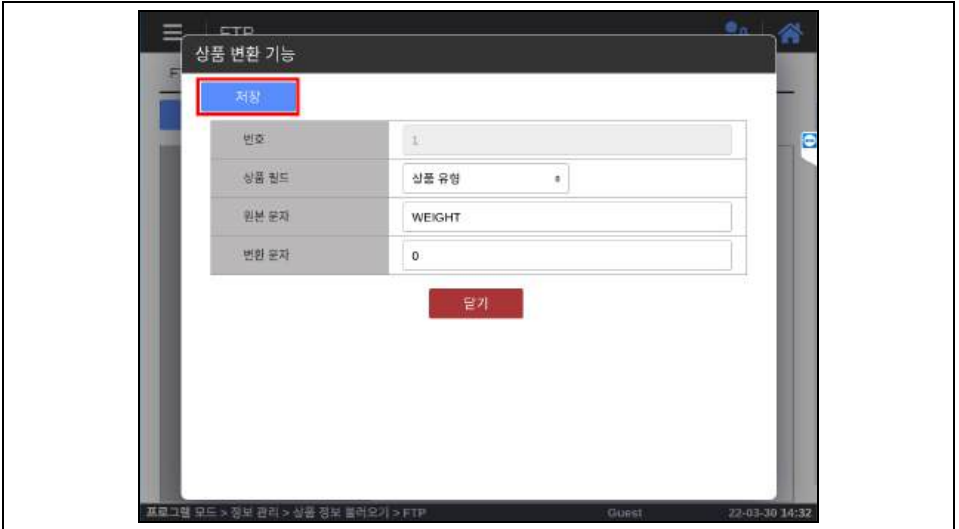 FTP
상품 변환 기능
저장
번호
1
상품 필드
상품 유형
원본 문자
WEIGHT
변환 문자
0
닫기
프로그램 모드 > 정보 관리 > 상품 정보 불러오기 > FTP
Guest
22-03-30 14:32